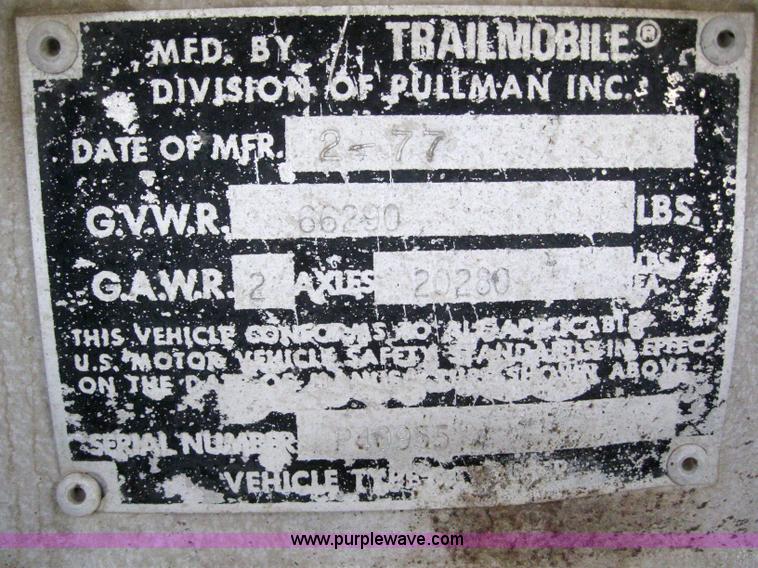 MFD. BY TRAILMOBILE®
DIVISION OF PULLMAN INC.
DATE OF MFR. 2-77
G.V.W.R. 66290 LBS.
G.A.W.R. 2 AXLES 20280
THIS VEHICLE CONFORMS TO ALL APPLICABLE
U.S. MOTOR VEHICLE SAFETY STANDARDS IN EFFECT
ON THE DATE OF MANUFACTURE SHOWN ABOVE
SERIAL NUMBER
VEHICLE TYPE
www.purplewave.com